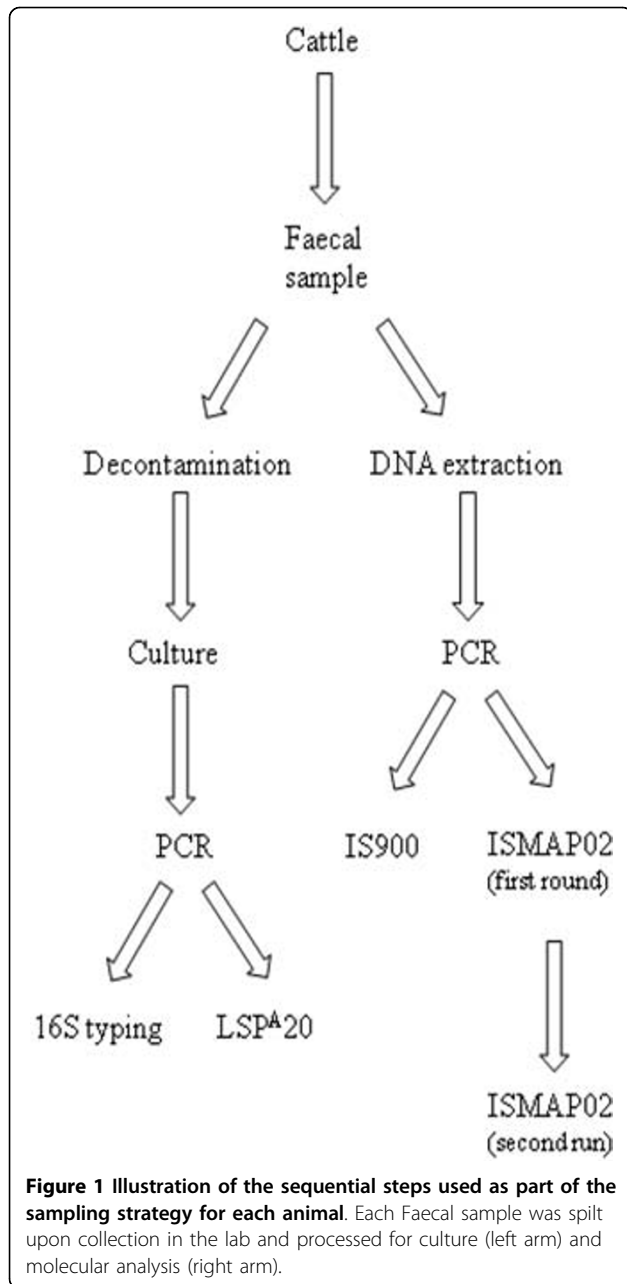 Cattle
Faecal
sample
Decontamination DNA extraction
Culture PCR
PCR IS900 ISMAP02
(first round)
16S typing LSPᴬ20
ISMAP02
(second run)
Figure 1 Illustration of the sequential steps used as part of the
sampling strategy for each animal. Each Faecal sample was spilt
upon collection in the lab and processed for culture (left arm) and
molecular analysis (right arm).